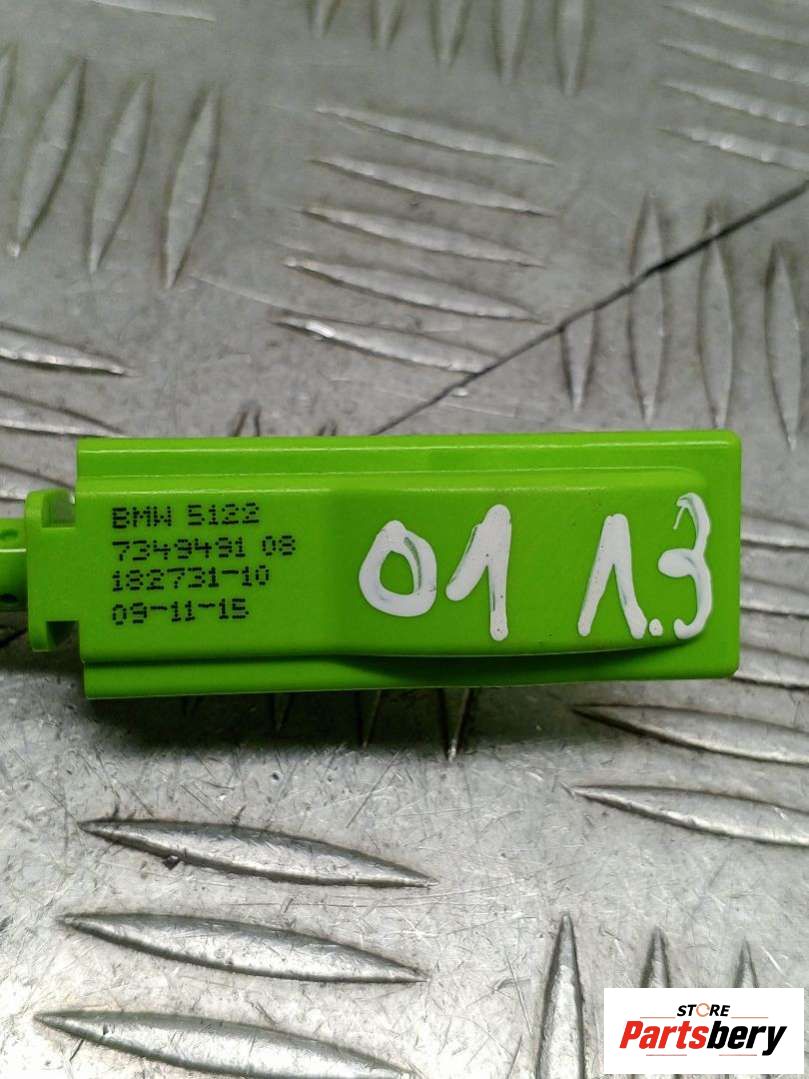 BMW 5122
7349491 08
182731-10
09-11-15
01 1.3
STORE
Partsbery